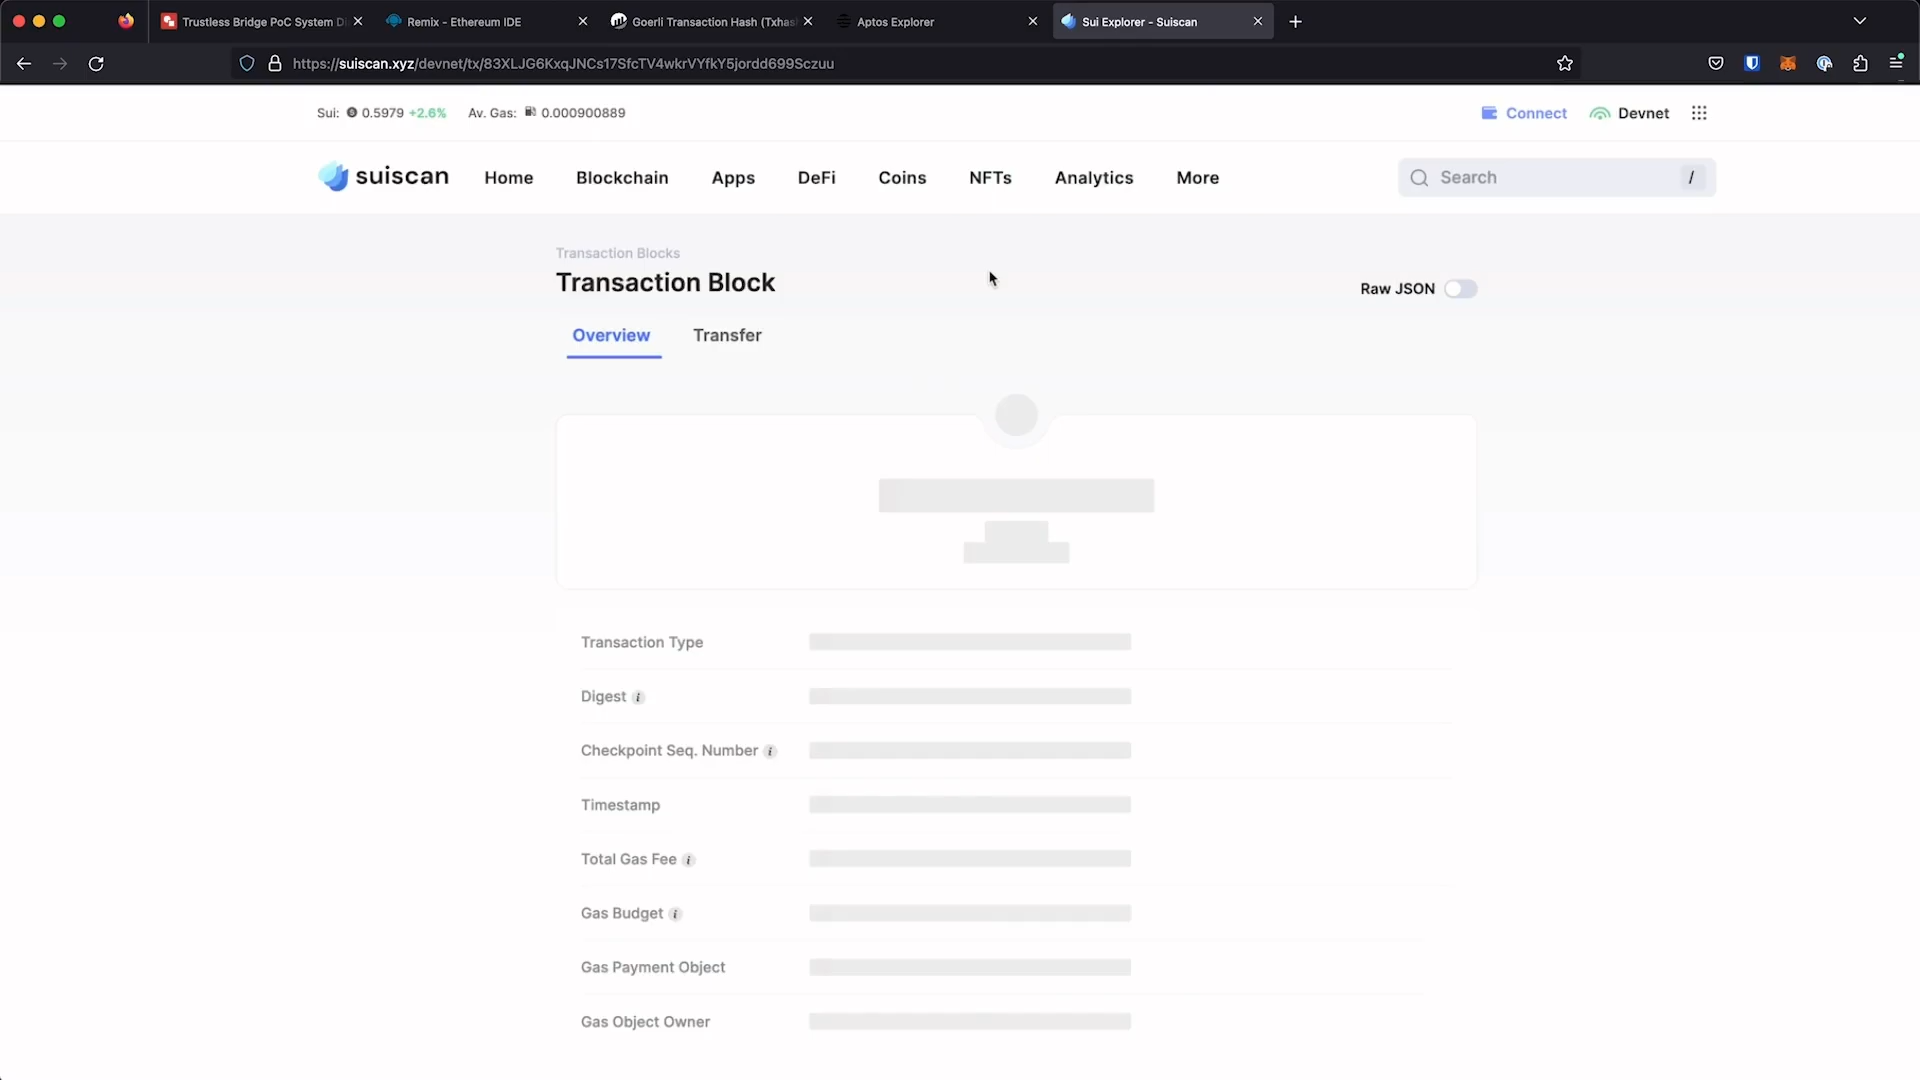 Trustless Bridge PoC System Di
Remix - Ethereum IDE
Goerli Transaction Hash (Txhas
Aptos Explorer
Sui Explorer - Suiscan
https://suiscan.xyz/devnet/tx/83XLJG6KxqJNCs17SfcTV4wkrVYfkY5jordd699Sczuu
Sui: 0.5979 +2.6% Av. Gas: 0.000900889
Connect Devnet
suiscan Home Blockchain Apps DeFi Coins NFTs Analytics More Search /
Transaction Blocks
Transaction Block
Raw JSON
Overview Transfer
Transaction Type
Digest i
Checkpoint Seq. Number i
Timestamp
Total Gas Fee i
Gas Budget i
Gas Payment Object
Gas Object Owner